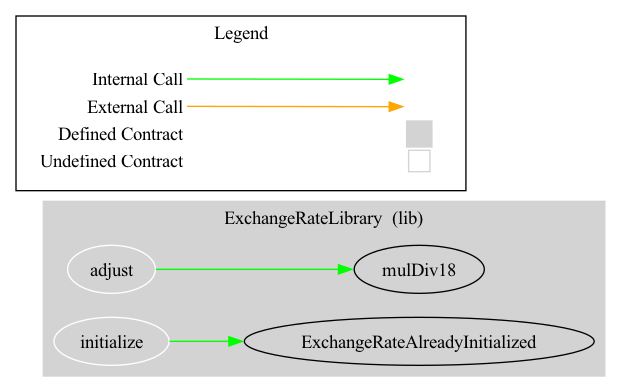 Legend
Internal Call
External Call
Defined Contract
Undefined Contract
ExchangeRateLibrary (lib)
adjust
mulDiv18
initialize
ExchangeRateAlreadyInitialized